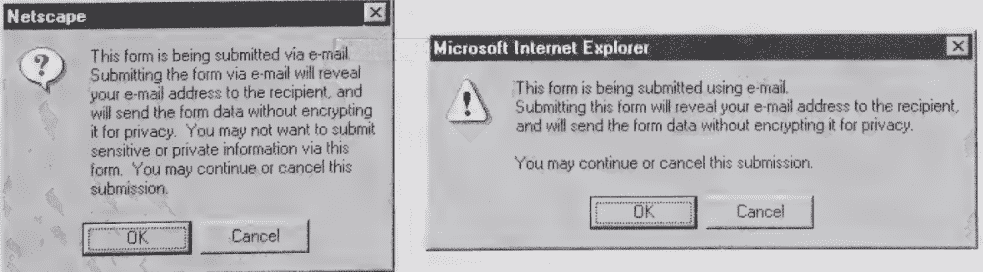 Netscape
This form is being submitted via e-mail.
Submitting the form via e-mail will reveal
your e-mail address to the recipient, and
will send the form data without encrypting
it for privacy. You may not want to submit
sensitive or private information via this
form. You may continue or cancel this
submission.
OK
Cancel
Microsoft Internet Explorer
This form is being submitted using e-mail.
Submitting this form will reveal your e-mail address to the recipient,
and will send the form data without encrypting it for privacy.
You may continue or cancel this submission.
OK
Cancel